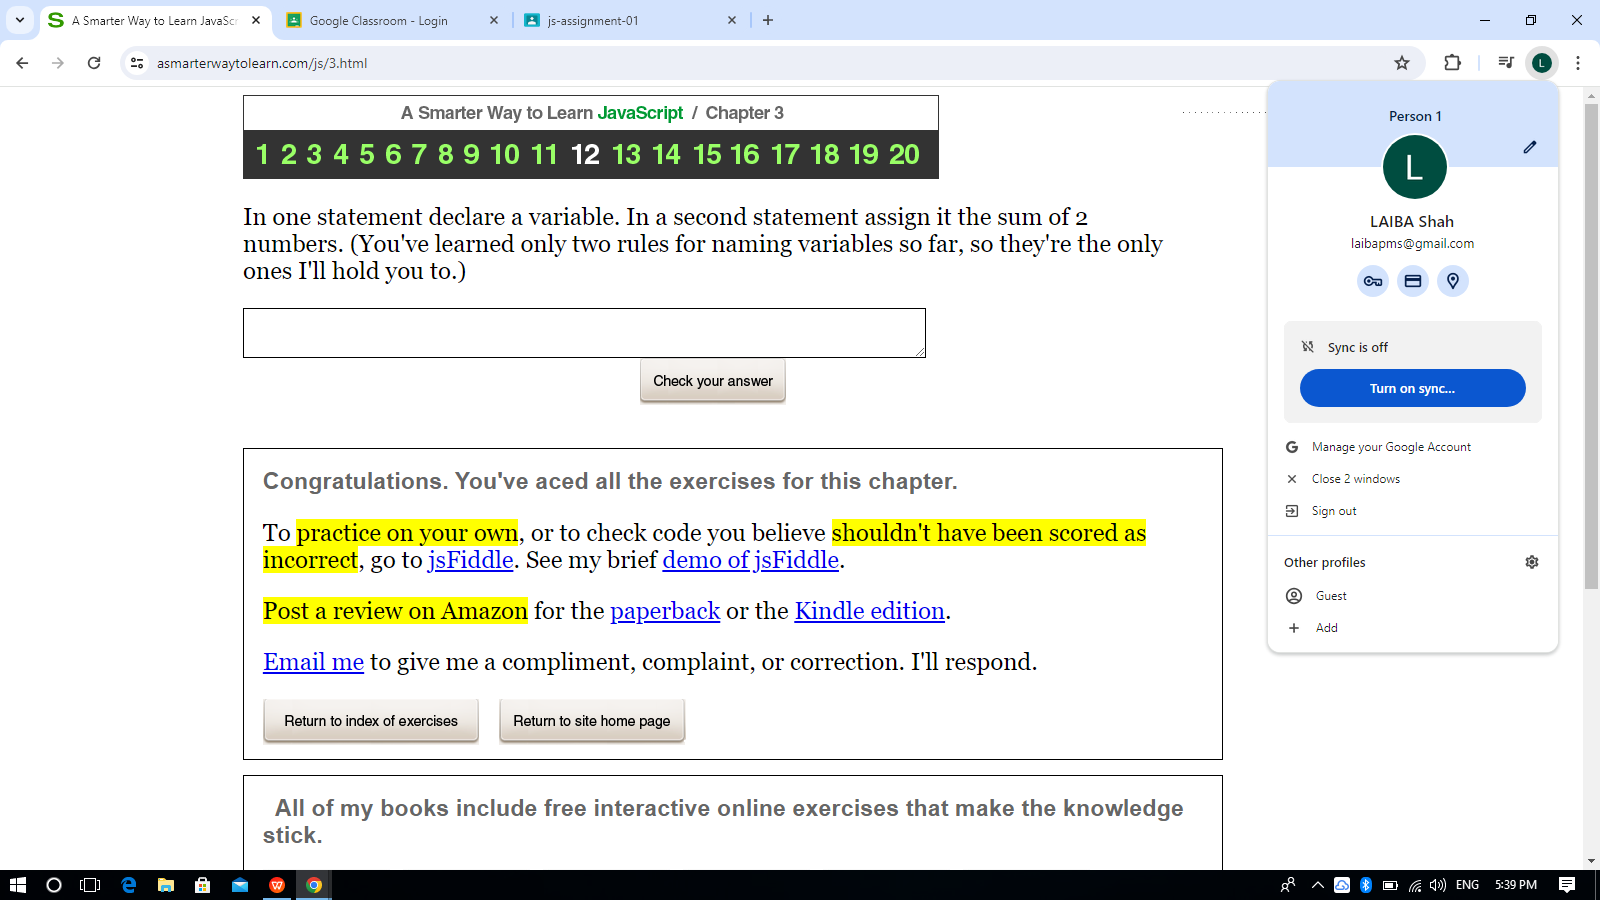 A Smarter Way to Learn JavaSc
Google Classroom - Login
js-assignment-01
asmarterwaytolearn.com/js/3.html
L
A Smarter Way to Learn JavaScript / Chapter 3
1 2 3 4 5 6 7 8 9 10 11 12 13 14 15 16 17 18 19 20
In one statement declare a variable. In a second statement assign it the sum of 2
numbers. (You've learned only two rules for naming variables so far, so they're the only
ones I'll hold you to.)
Check your answer
Congratulations. You've aced all the exercises for this chapter.
To practice on your own, or to check code you believe shouldn't have been scored as
incorrect, go to jsFiddle. See my brief demo of jsFiddle.
Post a review on Amazon for the paperback or the Kindle edition.
Email me to give me a compliment, complaint, or correction. I'll respond.
Return to index of exercises
Return to site home page
All of my books include free interactive online exercises that make the knowledge
stick.
Person 1
L
LAIBA Shah
laibapms@gmail.com
Sync is off
Turn on sync...
Manage your Google Account
Close 2 windows
Sign out
Other profiles
Guest
Add
ENG
5:39 PM